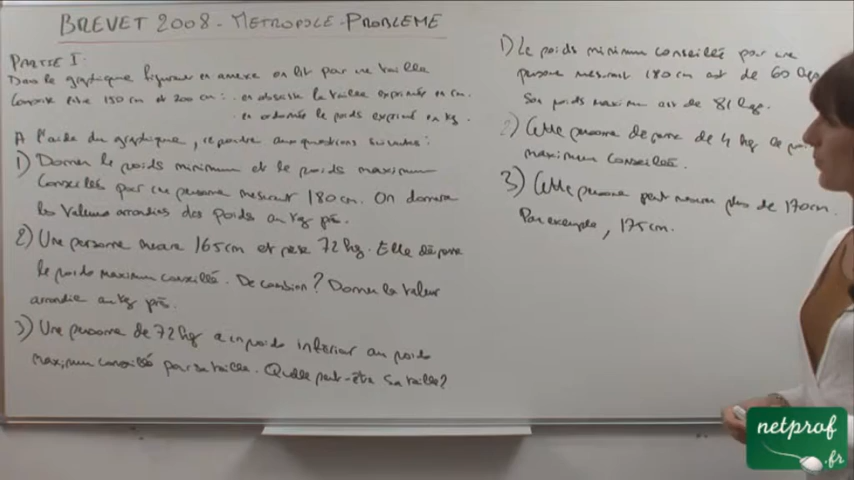 BREVET 2008 - METROPOLE - PROBLEME
PARTIE I
Dans le graphique figurant en annexe on lit par une taille
comprise entre 150 cm et 200 cm : . en abscisse la taille exprimée en cm.
. en ordonnée le poids exprimé en kg.
A l'aide du graphique, répondre aux questions suivantes :
1) Donner le poids minimum et le poids maximum
conseillés pour une personne mesurant 180 cm. On donnera
les valeurs arrondies des poids au kg près.
2) Une personne mesure 165 cm et pèse 72 kg. Elle dépasse
le poids maximum conseillé. De combien ? Donner la valeur
arrondie au kg près.
3) Une personne de 72 kg a un poids inférieur au poids
maximum conseillé pour sa taille. Quelle peut-être sa taille ?
1) Le poids minimum conseillé pour une
personne mesurant 180 cm est de 60 kg
Son poids maximum est de 81 kg.
2) Cette personne dépasse de 4 kg le poids
maximum conseillé.
3) Cette personne peut mesurer plus de 170 cm.
Par exemple, 175 cm.
netprof
.fr